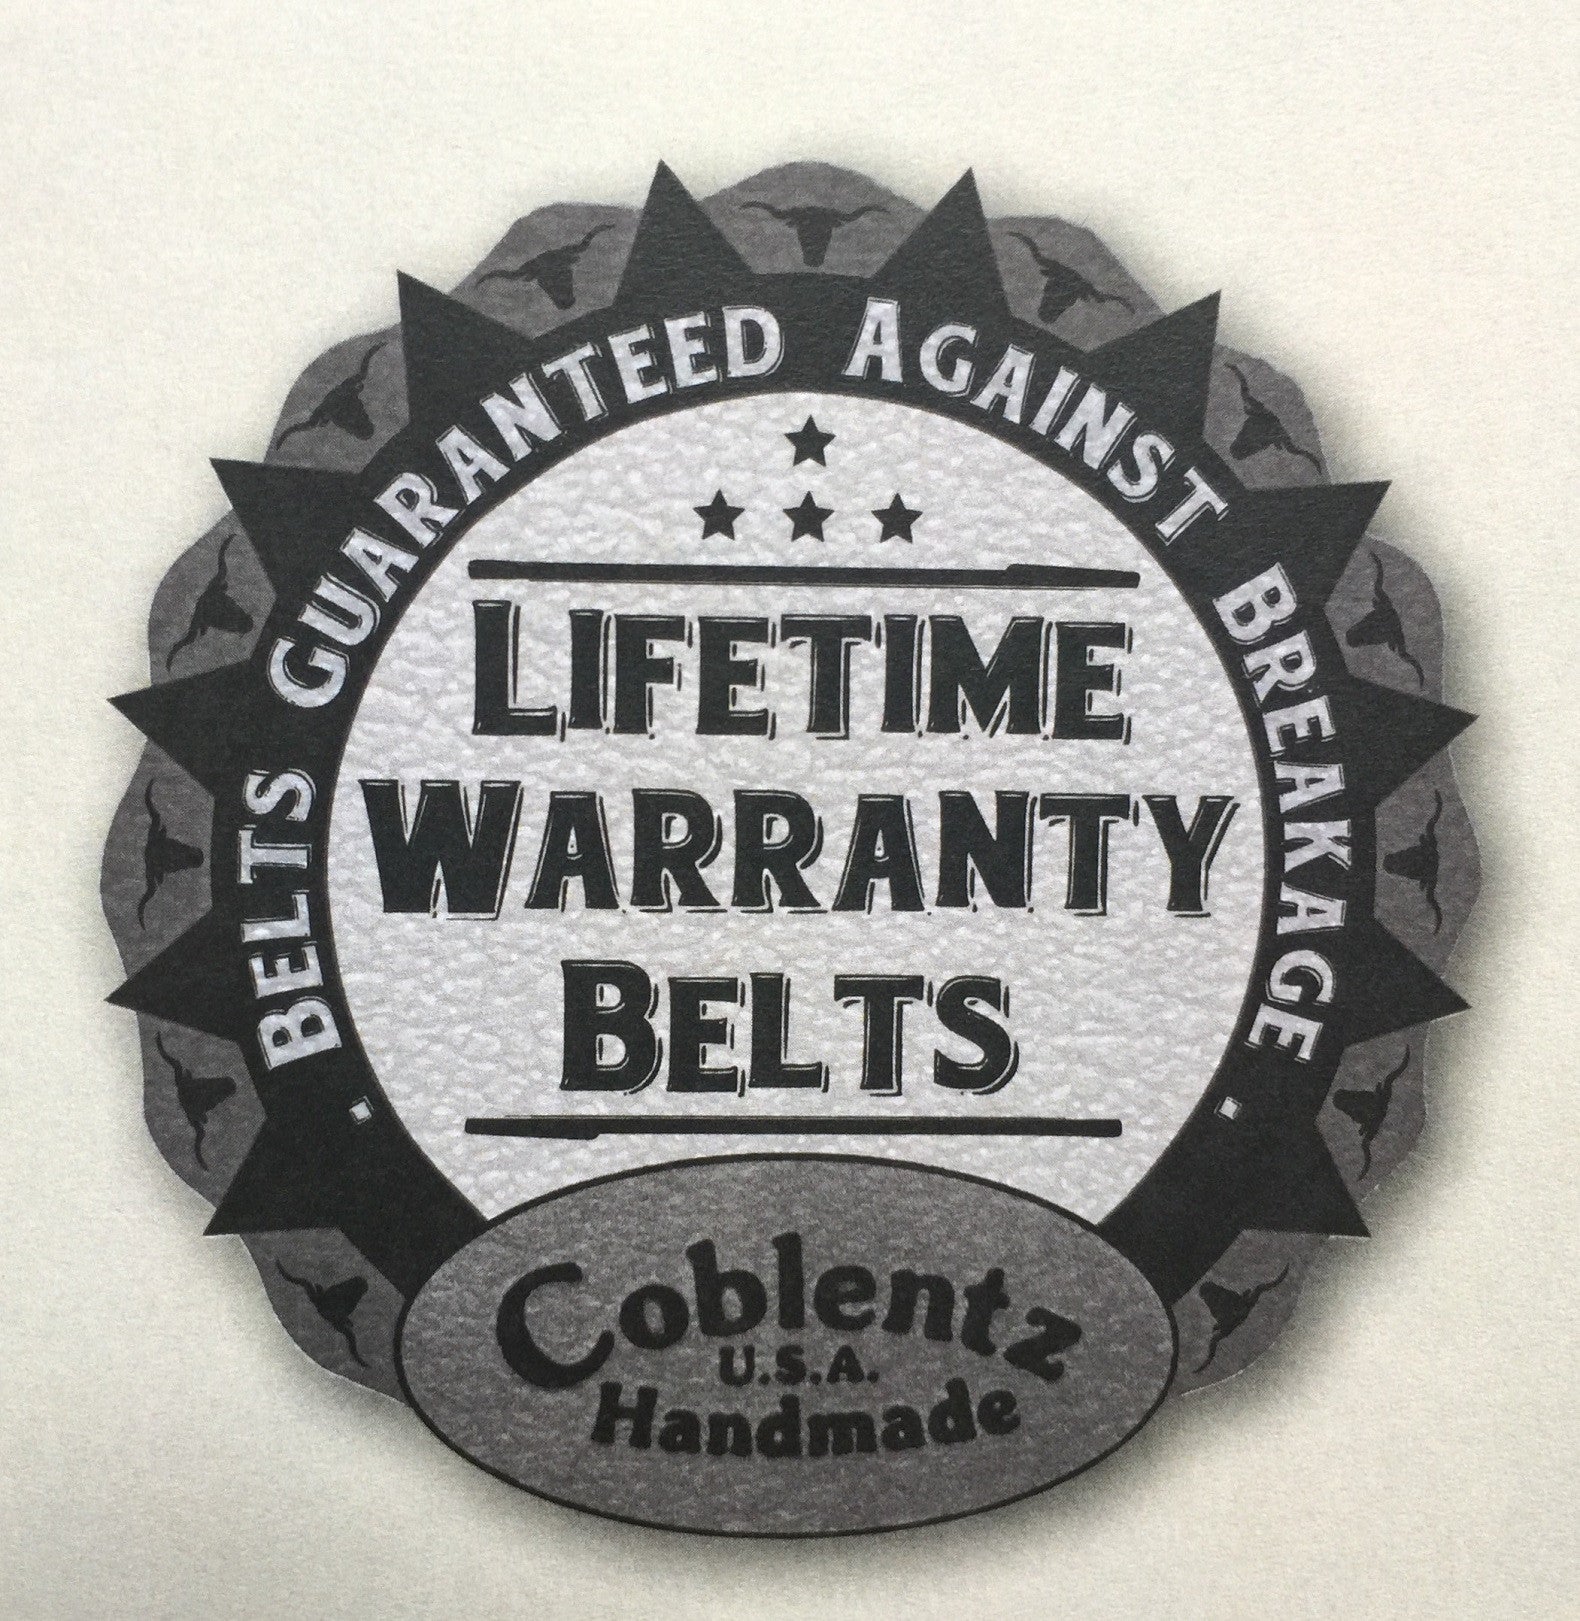 BELTS GUARANTEED AGAINST BREAKAGE
LIFETIME
WARRANTY
BELTS
Coblentz
U.S.A.
Handmade